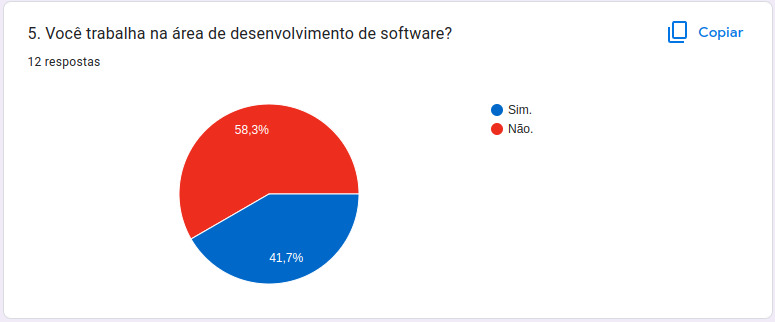 5. Você trabalha na área de desenvolvimento de software?
Copiar
12 respostas
Sim.
Não.
58,3%
41,7%